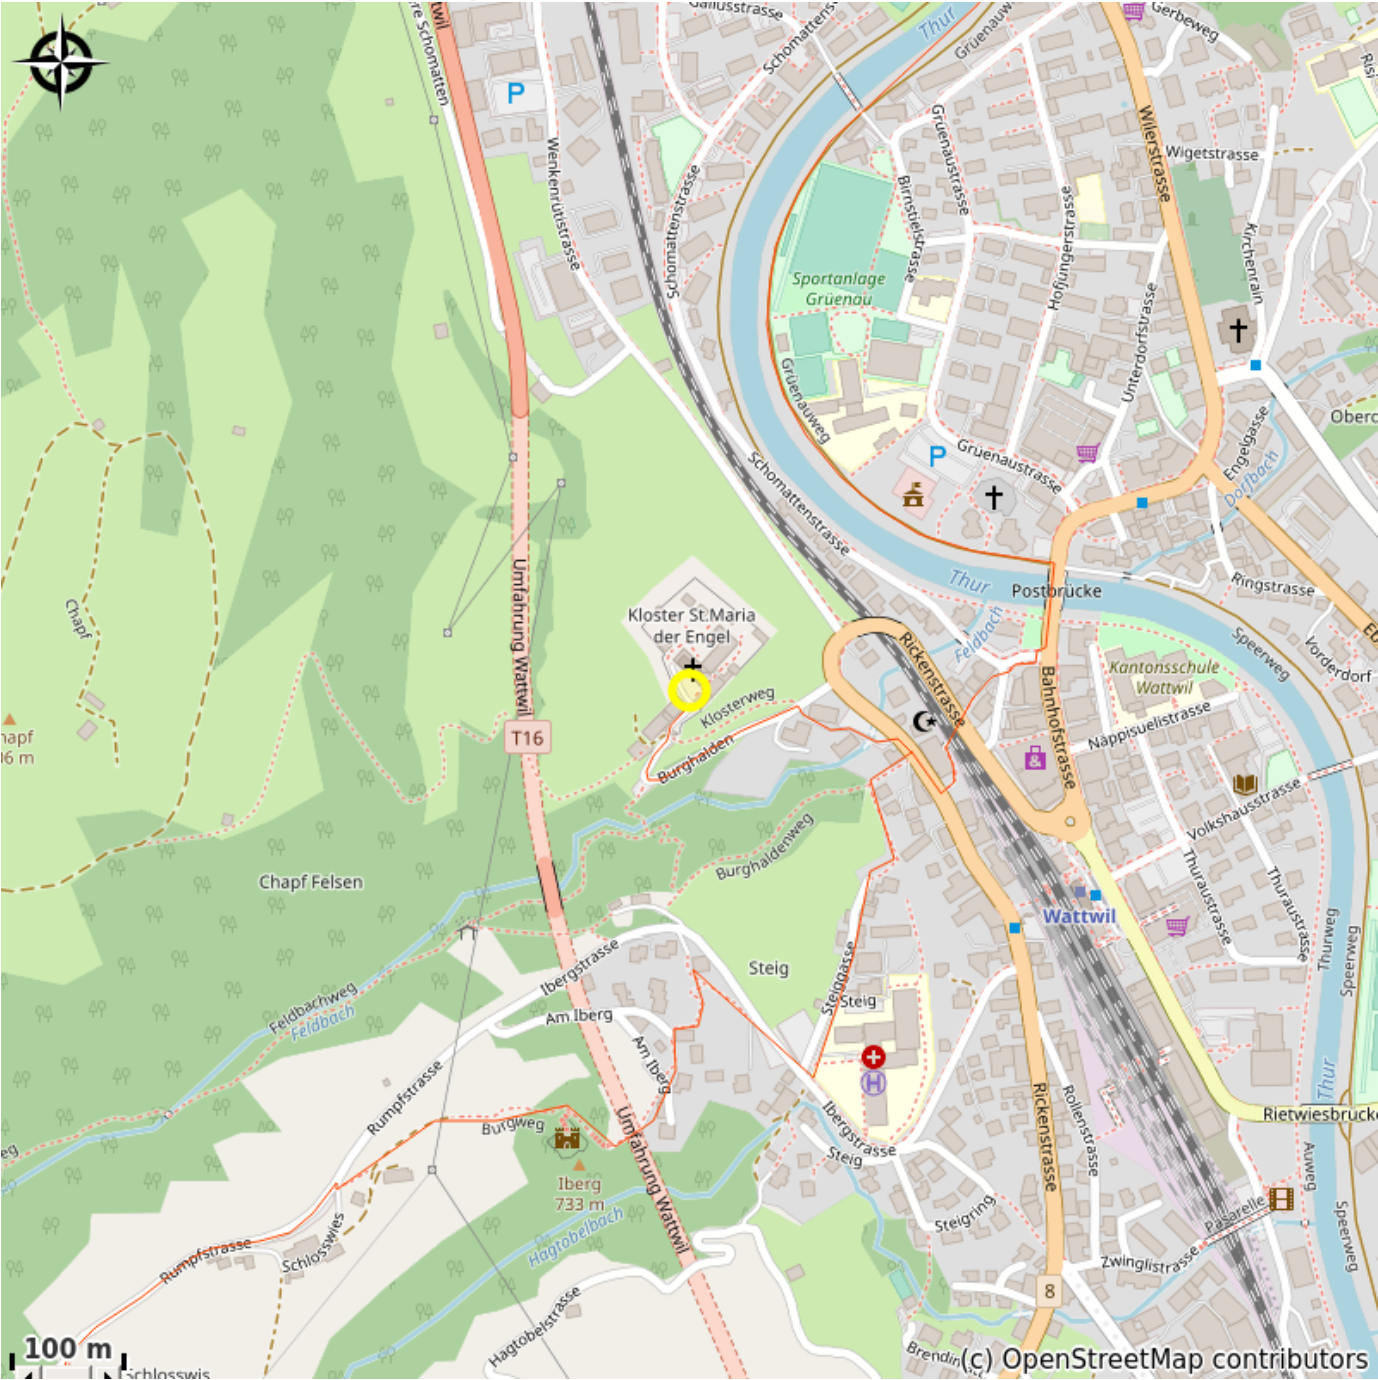 Gallusstrasse
Thur
Gerbeweg
Schomattenstrasse
Grüenauweg
Wenkenrütistrasse
Grüenaustrasse
Wilerstrasse
Wigetstrasse
Birnstielstrasse
Hofjüngerstrasse
Kirchenrain
Schomattenstrasse
Sportanlage
Grüenau
Unterdorfstrasse
Grüenauweg
P
P
Grüenaustrasse
Engelgasse
Dorfbach
Schomattenstrasse
Thur
Postbrücke
Ringstrasse
Chapf
Umfahrung Wattwil
Kloster St.Maria
der Engel
Feldbach
Rickenstrasse
Speerweg
Vorderdorf
Kantonsschule
Wattwil
Bahnhofstrasse
Klosterweg
Näppisuelistrasse
T16
Burghalden
Volkshausstrasse
Burghaldenweg
Chapf Felsen
Thuraustrasse
Thuraustrasse
Wattwil
Ibergstrasse
Steig
Steiggasse
Steig
Thurweg
Speerweg
Feldbachweg
Feldbach
Am Iberg
Am Iberg
H
Rumpfstrasse
Thur
Burgweg
Umfahrung Wattwil
Ibergstrasse
Steig
Rickenstrasse
Rollenstrasse
Rietwiesbrücke
Auweg
Iberg
733 m
Hagtobelbach
Steigring
Pasarelle
Speerweg
Schlosswies
Rumpfstrasse
Zwinglistrasse
8
Hagtobelstrasse
100 m
Schlosswis
(c) OpenStreetMap contributors